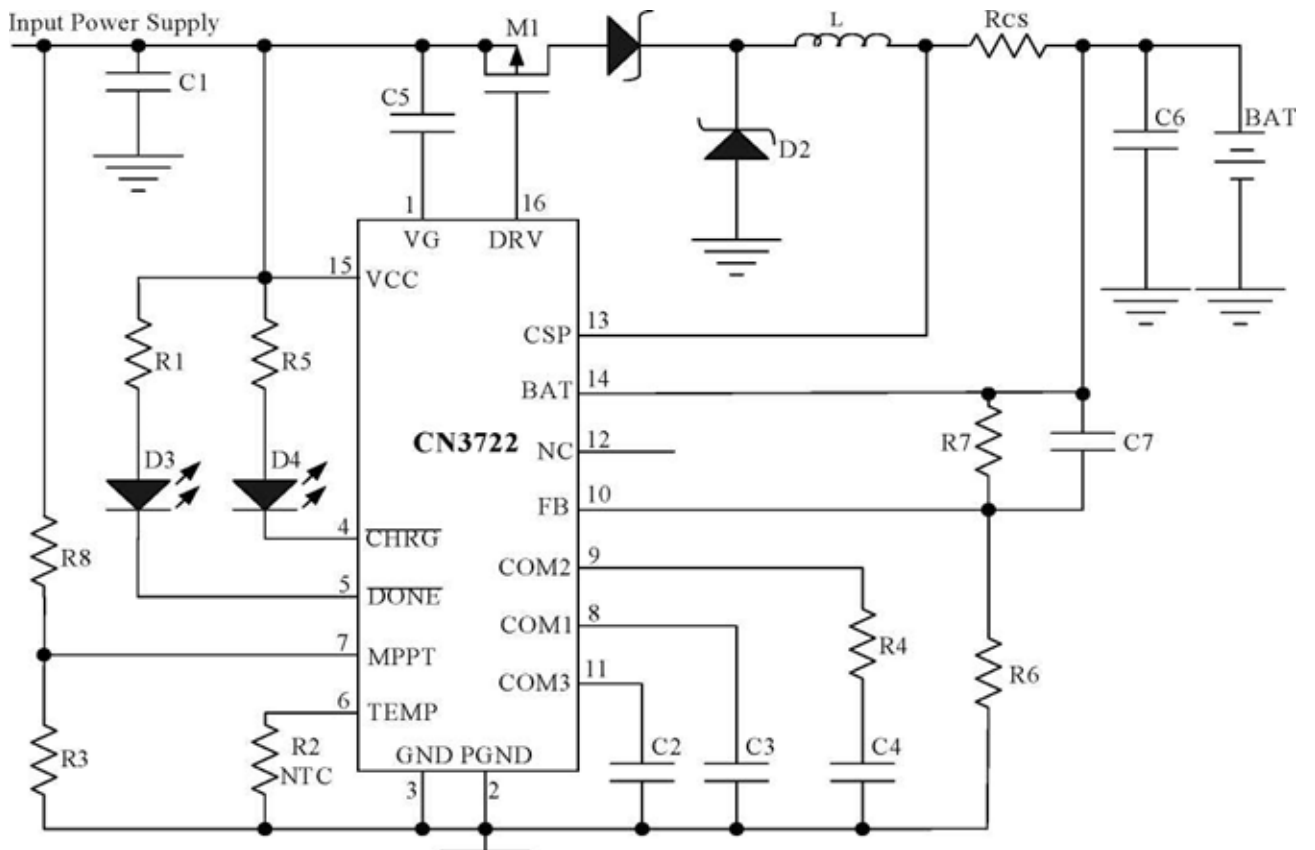 Input Power Supply
M1
L
Rcs
C1
C5
C6
BAT
D2
1
16
VG
DRV
15
VCC
R1
R5
CSP
13
BAT
14
R7
C7
CN3722
NC
12
D3
D4
FB
10
4
CHRG
R8
COM2
9
5
DONE
COM1
8
R4
7
MPPT
COM3
11
R6
6
TEMP
R3
R2
NTC
GND
PGND
C2
C3
C4
3
2